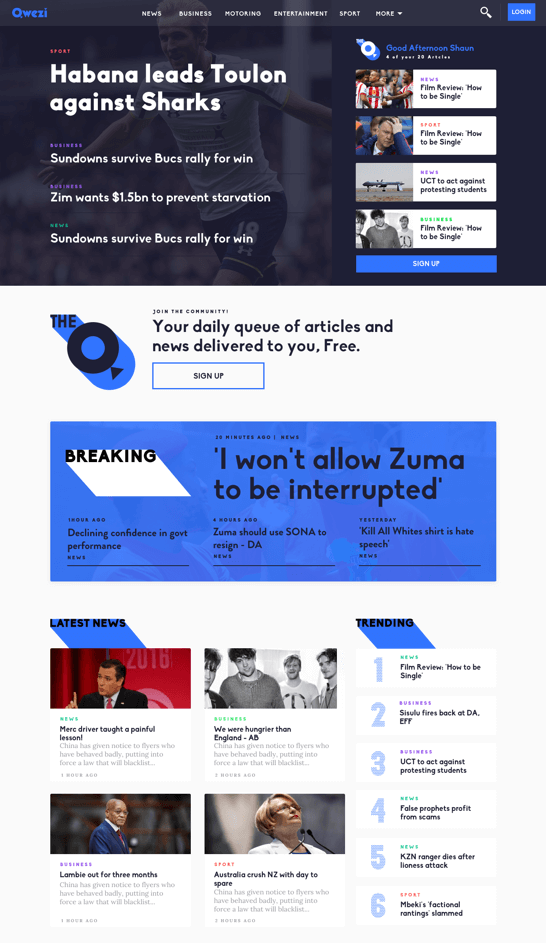 Qwezi
NEWS
BUSINESS
MOTORING
ENTERTAINMENT
SPORT
MORE
LOGIN
SPORT
Habana leads Toulon
against Sharks
BUSINESS
Sundowns survive Bucs rally for win
BUSINESS
Zim wants $1.5bn to prevent starvation
NEWS
Sundowns survive Bucs rally for win
Good Afternoon Shaun
4 of your 20 Artcles
NEWS
Film Review: 'How
to be Single'
SPORT
Film Review: 'How
to be Single'
NEWS
UCT to act against
protesting students
BUSINESS
Film Review: 'How
to be Single'
SIGN UP
THE
JOIN THE COMMUNITY!
Your daily queue of articles and
news delivered to you, Free.
SIGN UP
BREAKING
20 MINUTES AGO | NEWS
'I won't allow Zuma
to be interrupted'
1HOUR AGO
Declining confidence in govt
performance
NEWS
4 HOURS AGO
Zuma should use SONA to
resign - DA
NEWS
YESTERDAY
'Kill All Whites shirt is hate
speech'
NEWS
LATEST NEWS
2016
NEWS
Merc driver taught a painful
lesson!
China has given notice to flyers who
have behaved badly, putting into
force a law that will blacklist...
1 HOUR AGO
BUSINESS
We were hungrier than
England - AB
China has given notice to flyers who
have behaved badly, putting into
force a law that will blacklist...
2 HOURS AGO
BUSINESS
Lambie out for three months
China has given notice to flyers who
have behaved badly, putting into
force a law that will blacklist...
1 HOUR AGO
SPORT
Australia crush NZ with day to
spare
China has given notice to flyers who
have behaved badly, putting into
force a law that will blacklist...
2 HOURS AGO
TRENDING
1
NEWS
Film Review: 'How to be
Single'
2
BUSINESS
Sisulu fires back at DA,
EFF
3
BUSINESS
UCT to act against
protesting students
4
NEWS
False prophets profit
from scams
5
NEWS
KZN ranger dies after
lioness attack
6
SPORT
Mbeki's 'factional
rantings' slammed